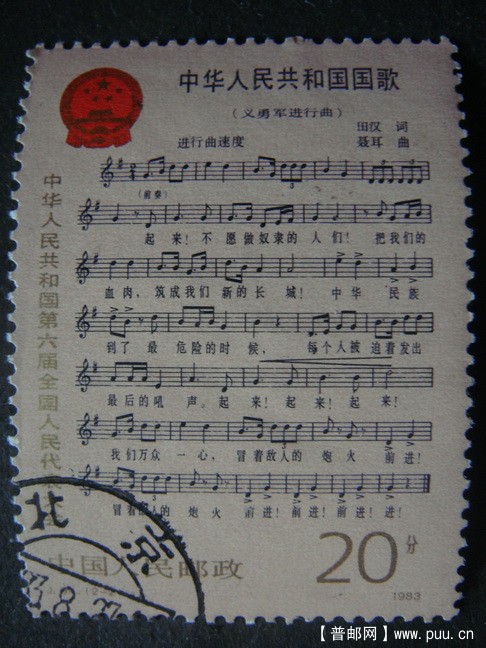 中华人民共和国国歌
(义勇军进行曲)
田汉 词
进行曲速度
聂耳 曲
(前奏)
3
起来!不愿做奴隶的人们!把我们的
血肉,筑成我们新的长城!中华民族
到了最危险的时候,每个人被迫着发出
最后的吼声。起来!起来!起来!
我们万众一心,冒着敌人的炮火前进!
冒着敌人的炮火前进!前进!前进!进!
中华人民共和国第六届全国人民代
北京
中国人民邮政
20分
1983
【普邮网】www.puu.cn